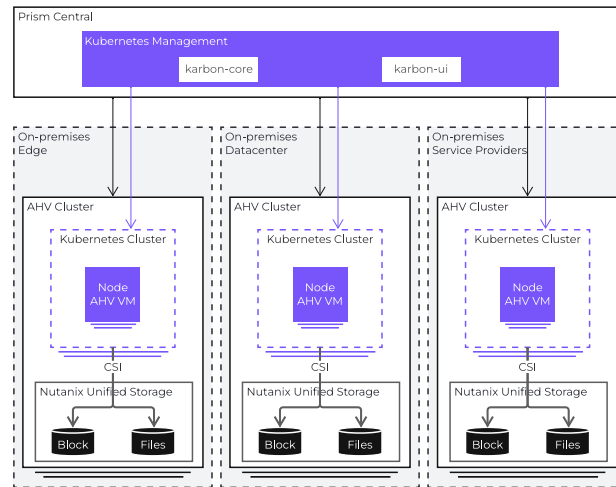 Prism Central
Kubernetes Management
karbon-core
karbon-ui
On-premises
Edge
AHV Cluster
Kubernetes Cluster
Node
AHV VM
CSI
Nutanix Unified Storage
Block
Files
On-premises
Datacenter
AHV Cluster
Kubernetes Cluster
Node
AHV VM
CSI
Nutanix Unified Storage
Block
Files
On-premises
Service Providers
AHV Cluster
Kubernetes Cluster
Node
AHV VM
CSI
Nutanix Unified Storage
Block
Files